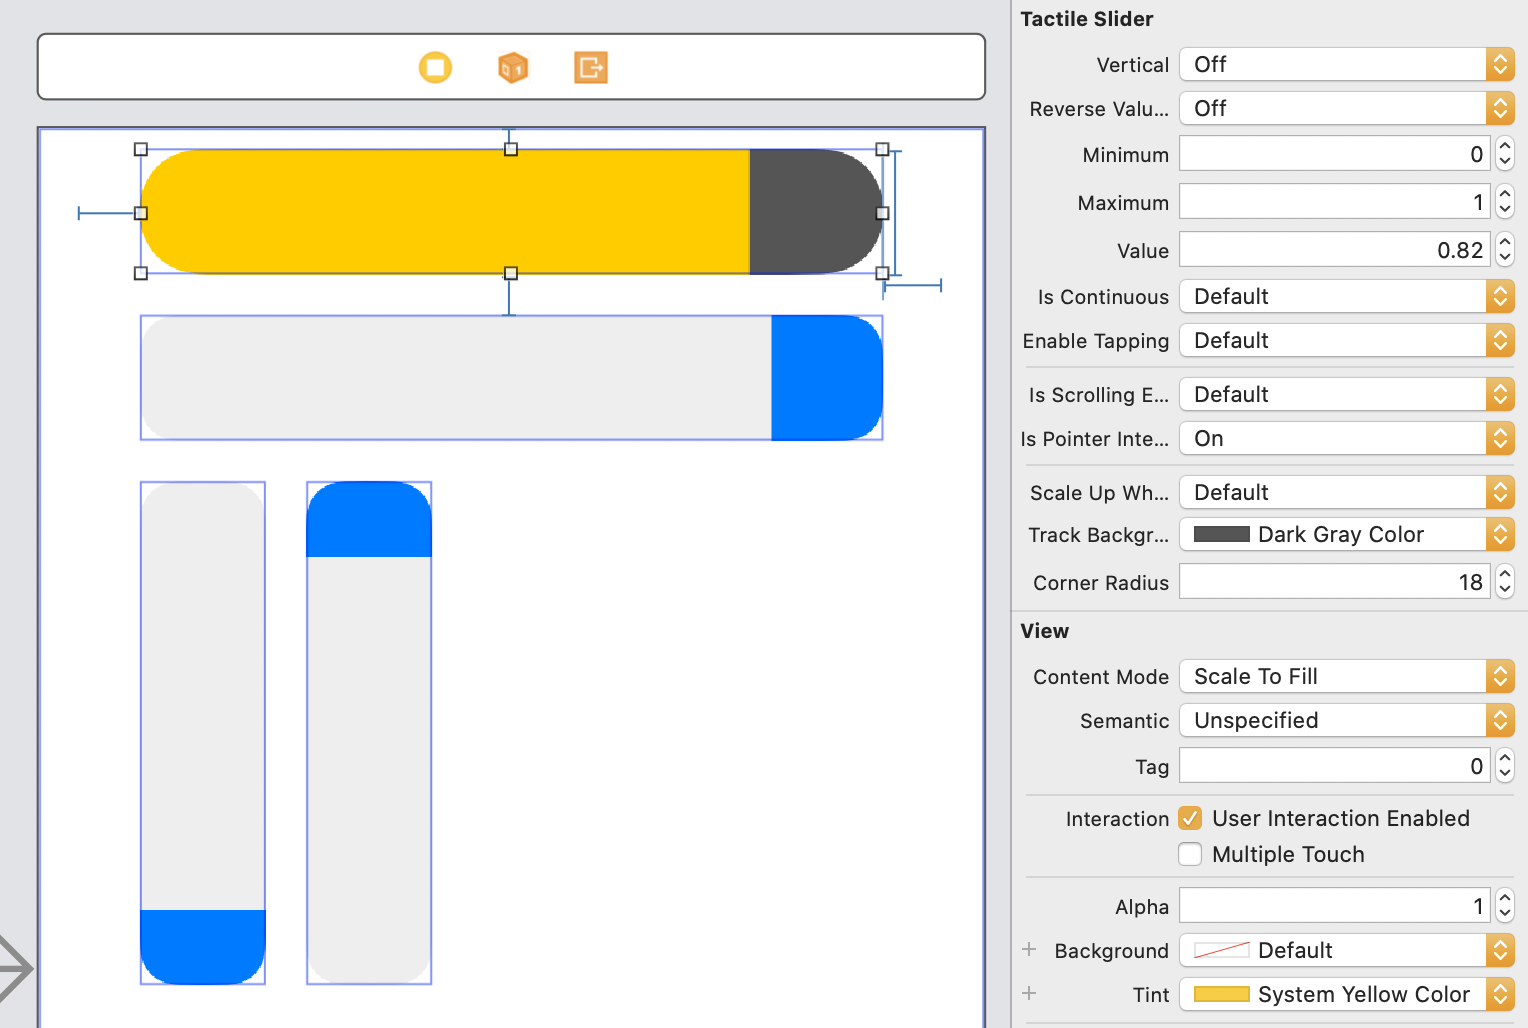 Tactile Slider
Vertical Off
Reverse Valu... Off
Minimum 0
Maximum 1
Value 0.82
Is Continuous Default
Enable Tapping Default
Is Scrolling E... Default
Is Pointer Inte... On
Scale Up Wh... Default
Track Backgr... Dark Gray Color
Corner Radius 18
View
Content Mode Scale To Fill
Semantic Unspecified
Tag 0
Interaction User Interaction Enabled
Multiple Touch
Alpha 1
+ Background Default
+ Tint System Yellow Color